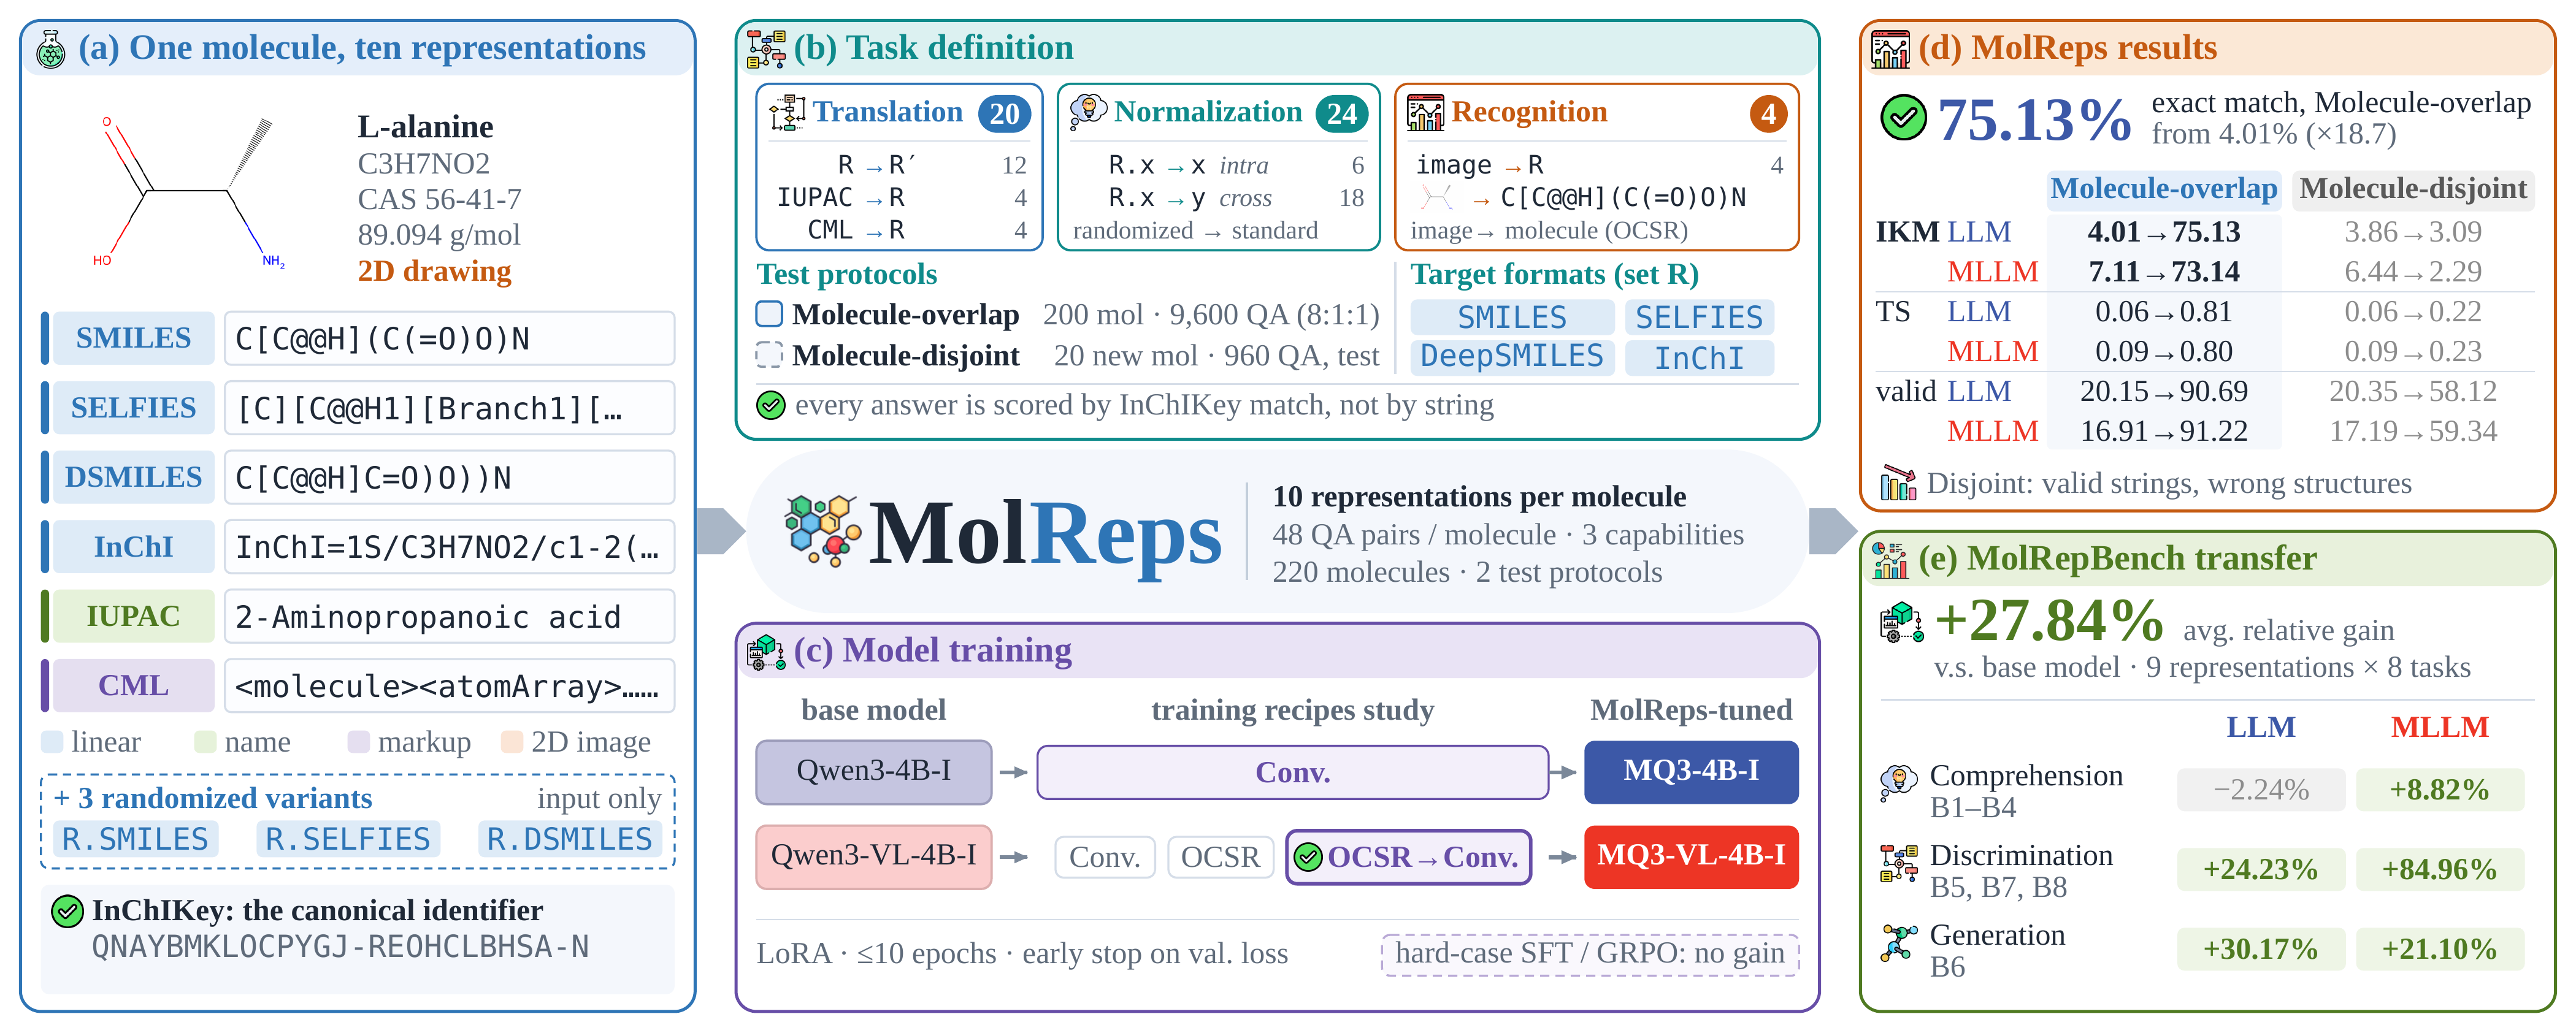 (a) One molecule, ten representations
O
HO
NH2
L-alanine
C3H7NO2
CAS 56-41-7
89.094 g/mol
2D drawing
SMILES C[C@@H](C(=O)O)N
SELFIES [C][C@@H1][Branch1][…
DSMILES C[C@@H]C=O)O))N
InChI InChI=1S/C3H7NO2/c1-2(…
IUPAC 2-Aminopropanoic acid
CML <molecule><atomArray>……
linear name markup 2D image
+ 3 randomized variants input only
R.SMILES R.SELFIES R.DSMILES
InChIKey: the canonical identifier
QNAYBMKLOCPYGJ-REOHCLBHSA-N
(b) Task definition
Translation 20
R → R′ 12
IUPAC → R 4
CML → R 4
Normalization 24
R.x → x intra 6
R.x → y cross 18
randomized → standard
Recognition 4
image → R 4
→ C[C@@H](C(=O)O)N
image → molecule (OCSR)
Test protocols
Molecule-overlap 200 mol · 9,600 QA (8:1:1)
Molecule-disjoint 20 new mol · 960 QA, test
Target formats (set R)
SMILES SELFIES
DeepSMILES InChI
every answer is scored by InChIKey match, not by string
MolReps
10 representations per molecule
48 QA pairs / molecule · 3 capabilities
220 molecules · 2 test protocols
(c) Model training
base model training recipes study MolReps-tuned
Qwen3-4B-I Conv. MQ3-4B-I
Qwen3-VL-4B-I Conv. OCSR OCSR→Conv. MQ3-VL-4B-I
LoRA · ≤10 epochs · early stop on val. loss hard-case SFT / GRPO: no gain
(d) MolReps results
75.13% exact match, Molecule-overlap
from 4.01% (×18.7)
Molecule-overlap Molecule-disjoint
IKM LLM 4.01→75.13 3.86→3.09
MLLM 7.11→73.14 6.44→2.29
TS LLM 0.06→0.81 0.06→0.22
MLLM 0.09→0.80 0.09→0.23
valid LLM 20.15→90.69 20.35→58.12
MLLM 16.91→91.22 17.19→59.34
Disjoint: valid strings, wrong structures
(e) MolRepBench transfer
+27.84% avg. relative gain
v.s. base model · 9 representations × 8 tasks
LLM MLLM
Comprehension −2.24% +8.82%
B1–B4
Discrimination +24.23% +84.96%
B5, B7, B8
Generation +30.17% +21.10%
B6